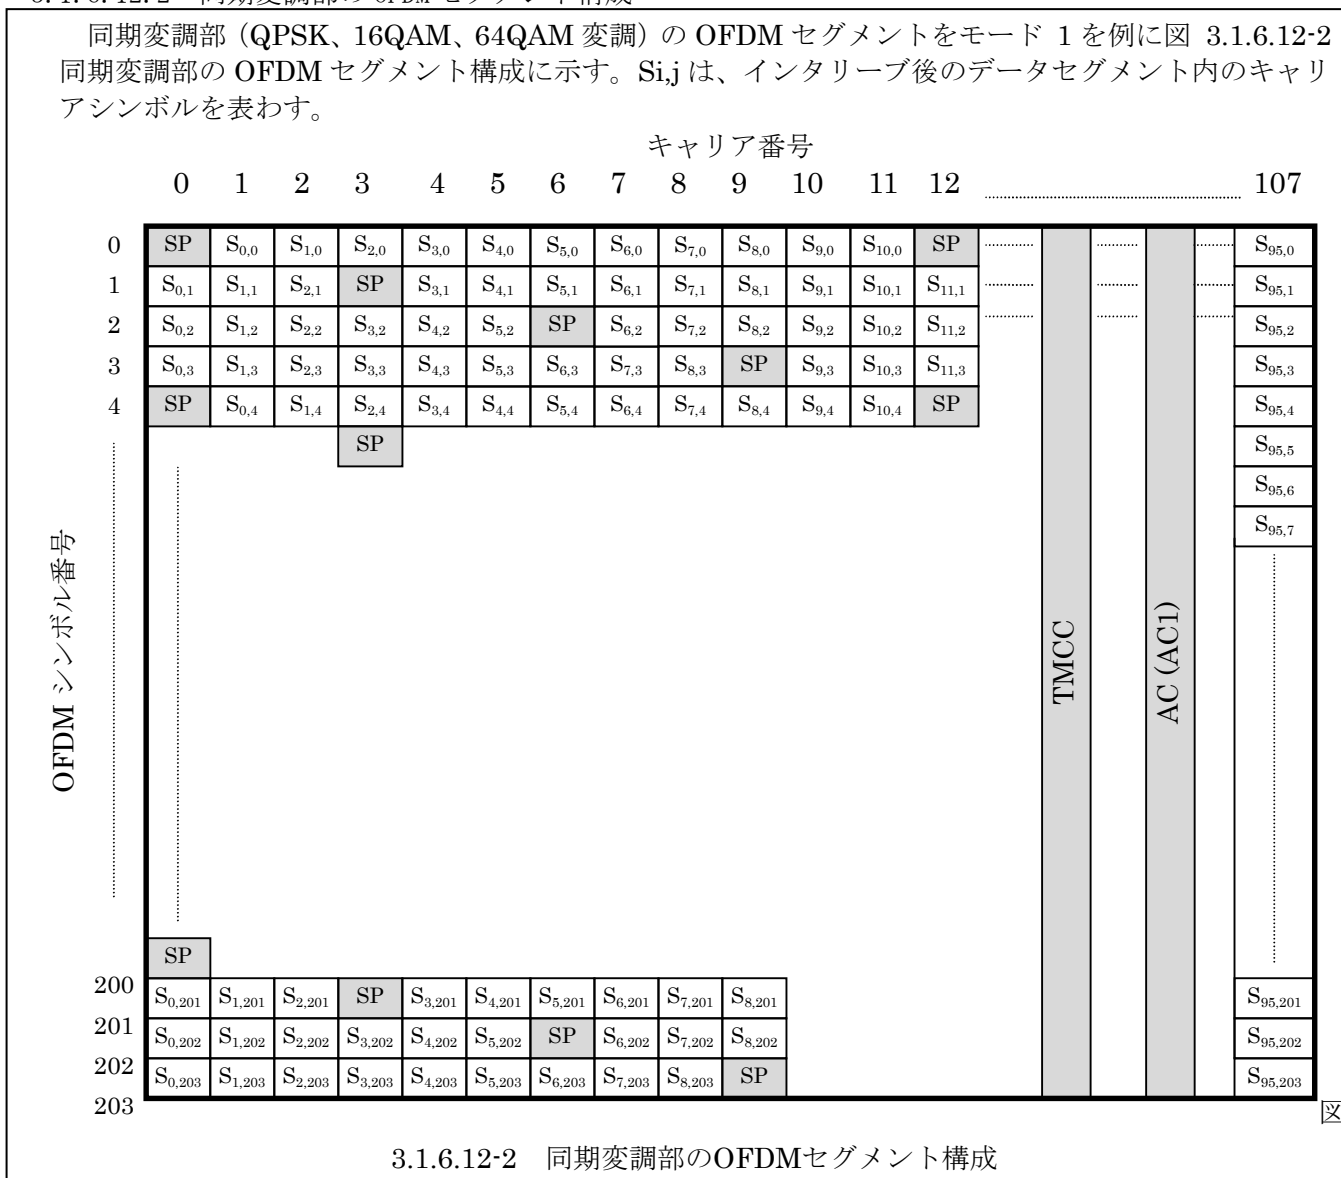 同期変調部(QPSK、16QAM、64QAM 変調)の OFDM セグメントをモード 1 を例に図 3.1.6.12-2
同期変調部の OFDM セグメント構成に示す。Si,j は、インタリーブ後のデータセグメント内のキャリ
アシンボルを表わす。
キャリア番号
0 1 2 3 4 5 6 7 8 9 10 11 12 107
0 SP S0,0 S1,0 S2,0 S3,0 S4,0 S5,0 S6,0 S7,0 S8,0 S9,0 S10,0 SP S95,0
1 S0,1 S1,1 S2,1 SP S3,1 S4,1 S5,1 S6,1 S7,1 S8,1 S9,1 S10,1 S11,1 S95,1
2 S0,2 S1,2 S2,2 S3,2 S4,2 S5,2 SP S6,2 S7,2 S8,2 S9,2 S10,2 S11,2 S95,2
3 S0,3 S1,3 S2,3 S3,3 S4,3 S5,3 S6,3 S7,3 S8,3 SP S9,3 S10,3 S11,3 S95,3
4 SP S0,4 S1,4 S2,4 S3,4 S4,4 S5,4 S6,4 S7,4 S8,4 S9,4 S10,4 SP S95,4
SP S95,5
S95,6
S95,7
OFDM シンボル番号
TMCC
AC (AC1)
SP
200 S0,201 S1,201 S2,201 SP S3,201 S4,201 S5,201 S6,201 S7,201 S8,201 S95,201
201 S0,202 S1,202 S2,202 S3,202 S4,202 S5,202 SP S6,202 S7,202 S8,202 S95,202
202 S0,203 S1,203 S2,203 S3,203 S4,203 S5,203 S6,203 S7,203 S8,203 SP S95,203
203
図
3.1.6.12-2 同期変調部のOFDMセグメント構成